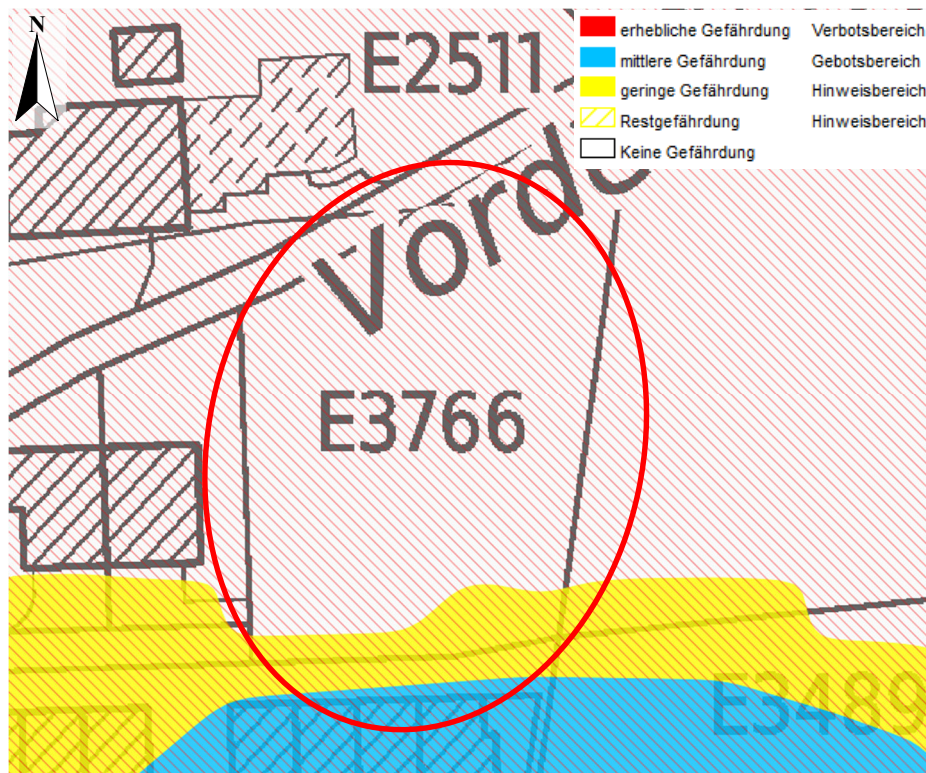 N
E2511
erhebliche Gefährdung Verbotsbereich
mittlere Gefährdung Gebotsbereich
geringe Gefährdung Hinweisbereich
Restgefährdung Hinweisbereich
Keine Gefährdung
Vord
E3766
E3489